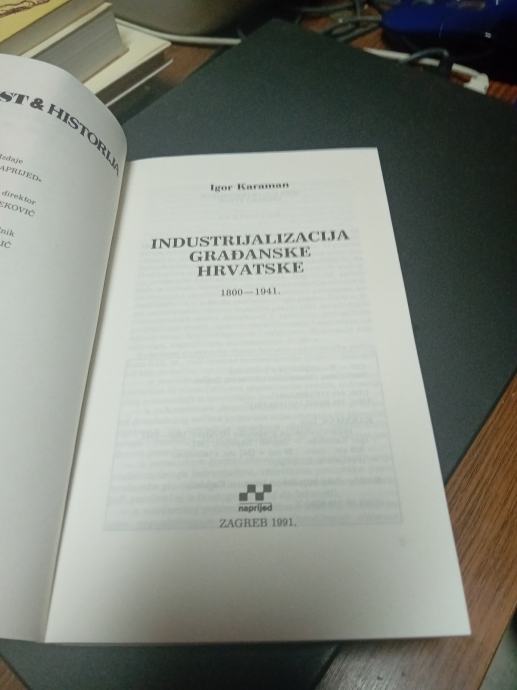 ST & HISTORIJA
Izdaje
APRIJED«
direktor
EKOVIĆ
nik
IĆ
Igor Karaman
INDUSTRIJALIZACIJA
GRAĐANSKE
HRVATSKE
1800—1941.
naprijed
ZAGREB 1991.